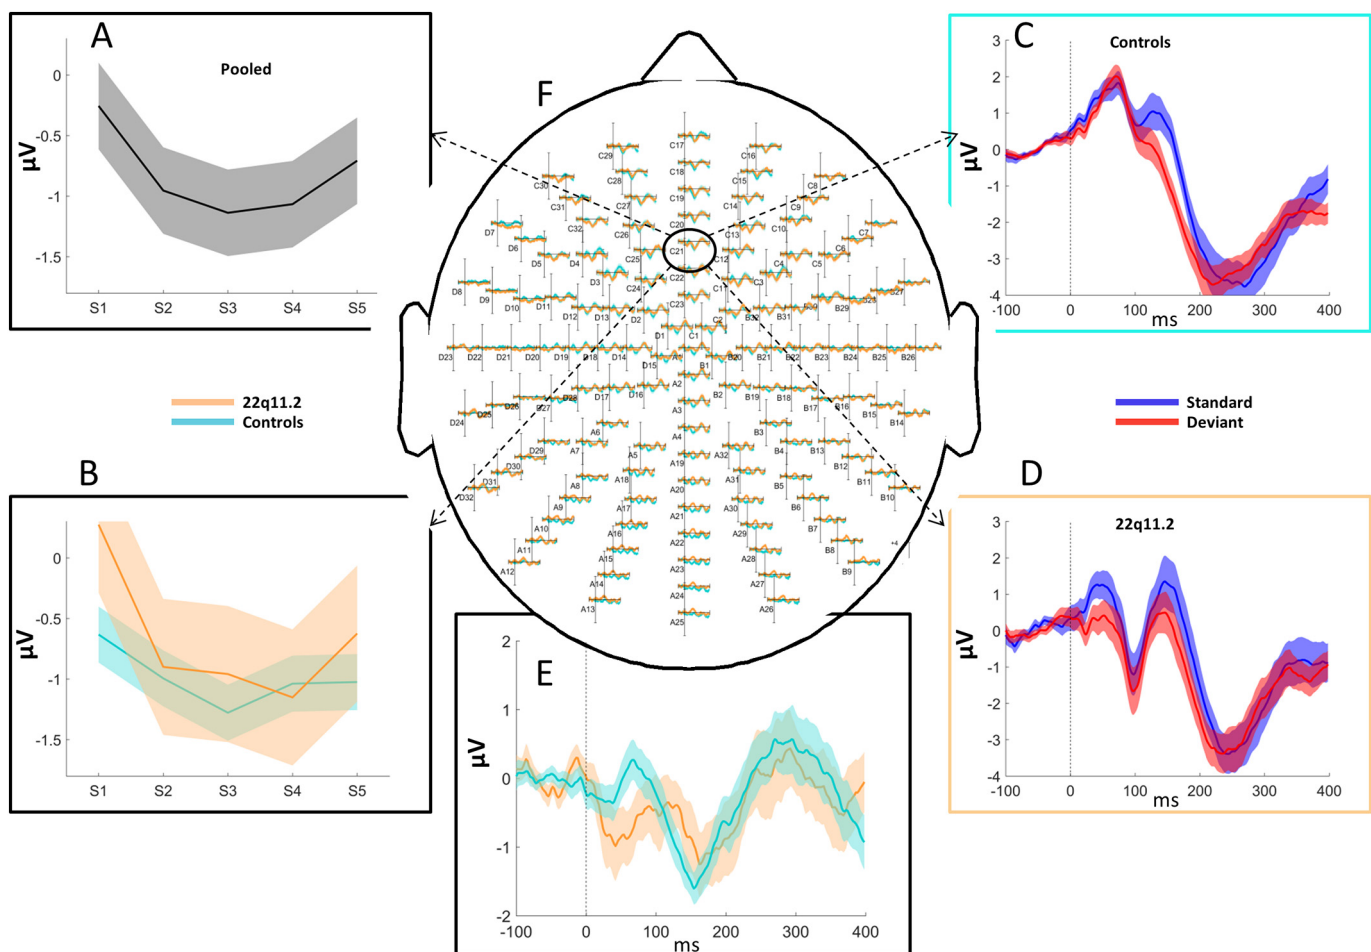 A
Pooled
0
-0.5
-1
-1.5
µV
S1 S2 S3 S4 S5
22q11.2
Controls
B
0
-0.5
-1
-1.5
µV
S1 S2 S3 S4 S5
F
C17
C29 C16
C28 C18 C15
C30 C8
C31 C27 C19 C14 C9
C32 C26 C20 C13 C10
D7 C7
D6 D5 D4 C25 C21 C12 C4 C5 C6
D3 C24 C22 C11 C3
D8 D9 D10 D11 D12 D13 D2 C23 C2 B32 B31 B29
D1 C1
D23 D22 D21 D20 D19 D18 D14 D15 A1 B1 B20 B21 B22 B23 B24 B25 B26
D24 D25 D26 D27 D28 D17 D16 A2 B2 B19 B18 B17 B16 B15 B14
A3
A6 A4 B3
D32 D31 D30 D29 A7 A5 A19 A32 B4 B13 B12 B11 B10
A8 A18 A20 A31 B5
A9 A17 A21 A30 B6
A10 A16 A22 A29 B7
A11 A15 A23 A28 B8
A12 A14 A24 A27 B9
A13 A25 A26
+4
C
Controls
3
2
1
0
-1
-2
-3
-4
µV
-100 0 100 200 300 400
ms
Standard
Deviant
D
22q11.2
3
2
1
0
-1
-2
-3
-4
µV
-100 0 100 200 300 400
ms
E
2
1
0
-1
-2
µV
-100 0 100 200 300 400
ms